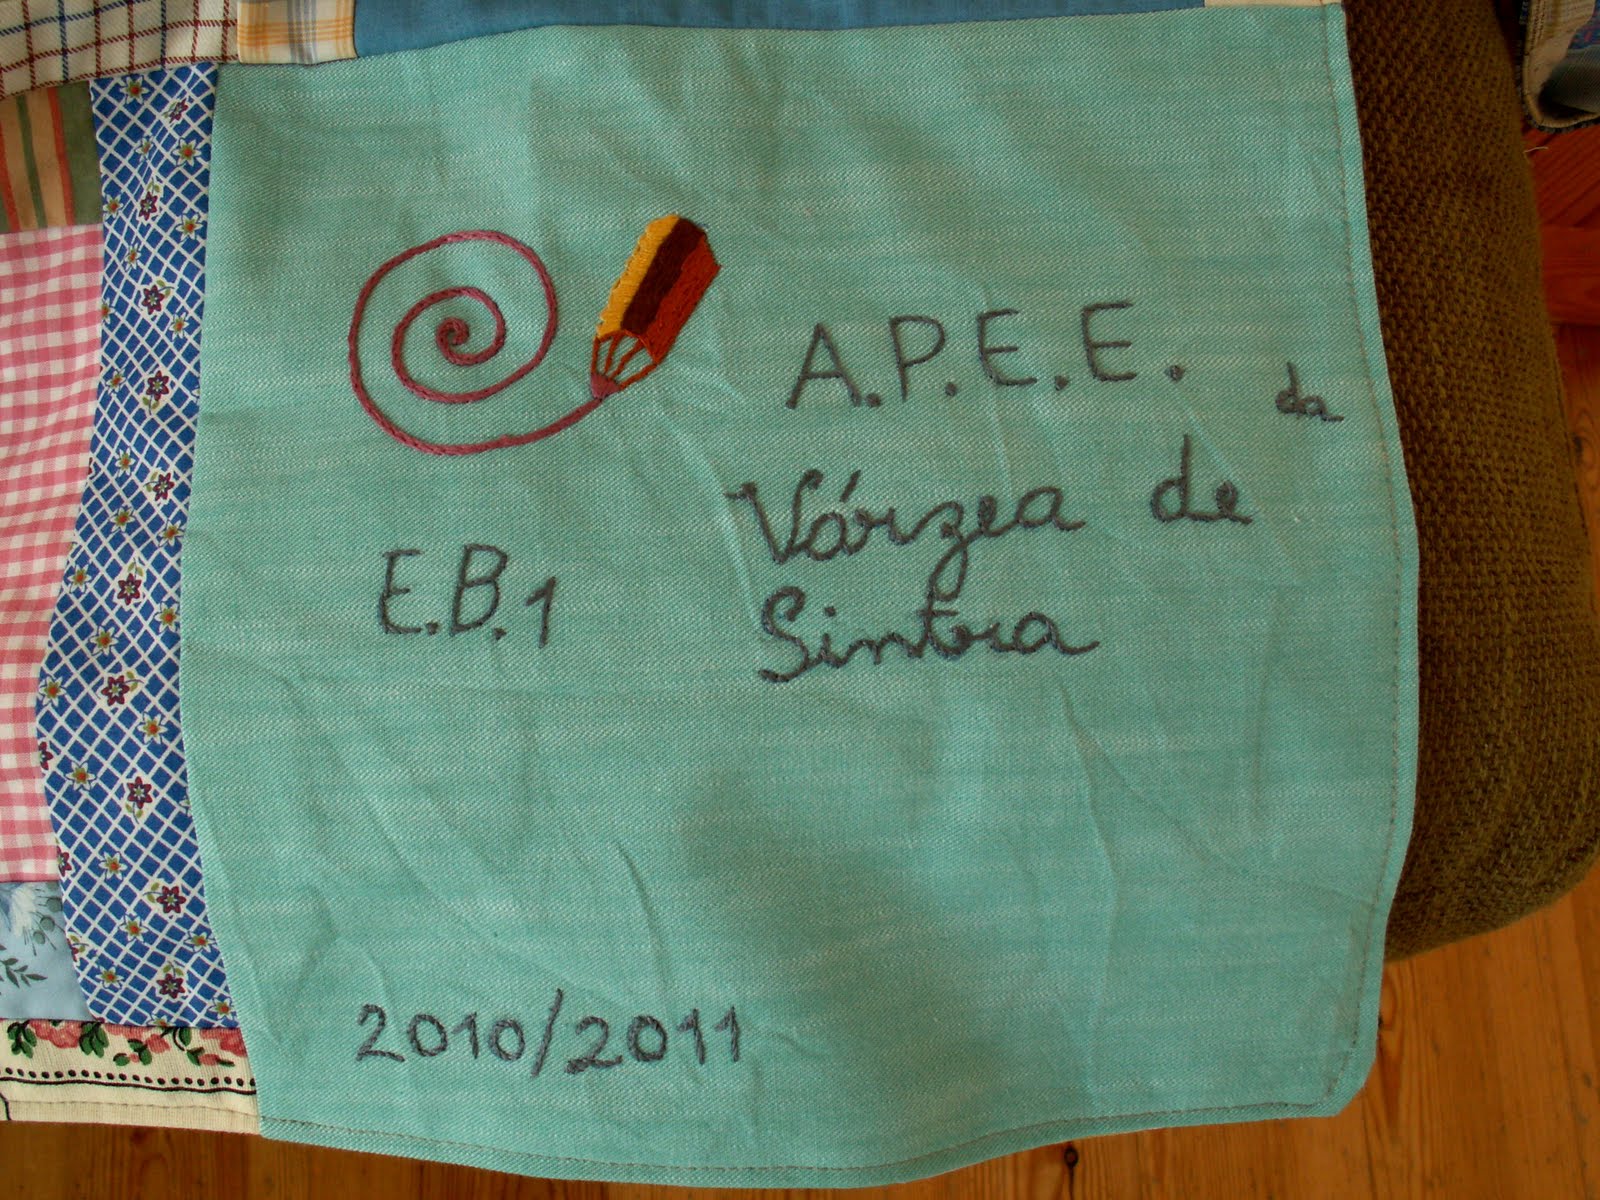 A.P.E.E. da
Várzea de
Sintra
E.B.1
2010/2011